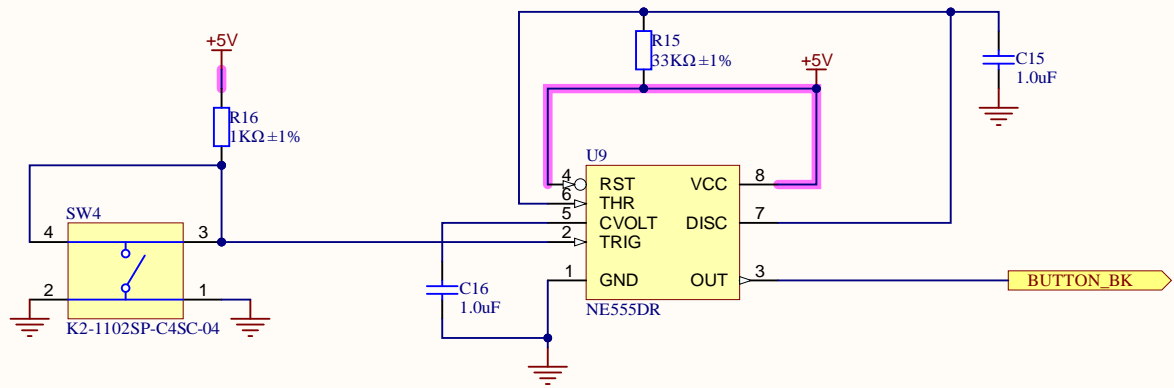 +5V
R16
1KΩ±1%
SW4
4
3
2
1
K2-1102SP-C4SC-04
R15
33KΩ±1%
+5V
C15
1.0uF
U9
4
RST
VCC
8
6
THR
5
CVOLT
DISC
7
2
TRIG
1
GND
OUT
3
NE555DR
C16
1.0uF
BUTTON_BK